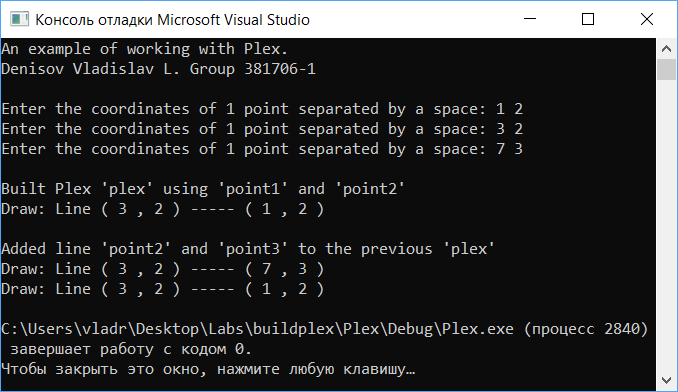 Консоль отладки Microsoft Visual Studio
An example of working with Plex.
Denisov Vladislav L. Group 381706-1
Enter the coordinates of 1 point separated by a space: 1 2
Enter the coordinates of 1 point separated by a space: 3 2
Enter the coordinates of 1 point separated by a space: 7 3
Built Plex 'plex' using 'point1' and 'point2'
Draw: Line ( 3 , 2 ) ----- ( 1 , 2 )
Added line 'point2' and 'point3' to the previous 'plex'
Draw: Line ( 3 , 2 ) ----- ( 7 , 3 )
Draw: Line ( 3 , 2 ) ----- ( 1 , 2 )
C:\Users\vladr\Desktop\Labs\buildplex\Plex\Debug\Plex.exe (процесс 2840)
завершает работу с кодом 0.
Чтобы закрыть это окно, нажмите любую клавишу…